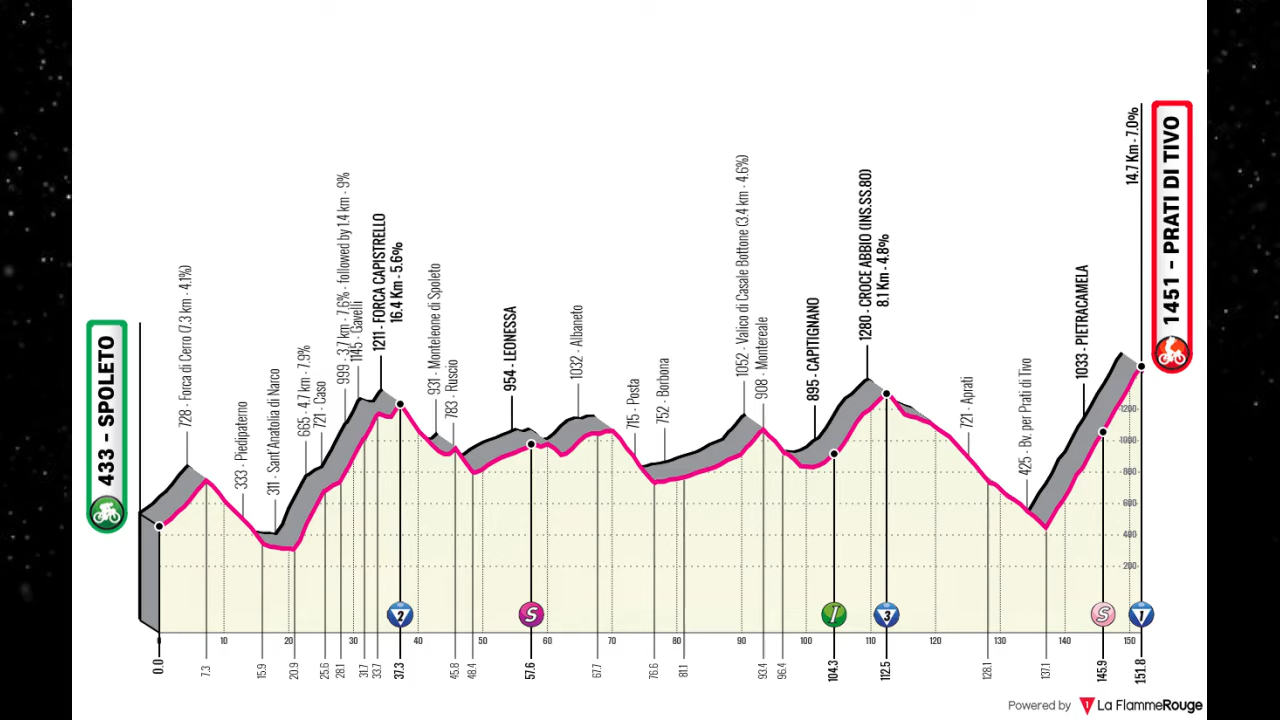 433 - SPOLETO
728 - Forca di Cerro (7.3 km - 4.1%)
333 - Piedipaterno
311 - Sant'Anatolia di Narco
665 - 4.7 km - 7.9%
721 - Caso
999 - 3.7 km - 7.6% - followed by 1.4 km - 9%
1145 - Gavelli
1211 - FORCA CAPISTRELLO
16.4 Km - 5.6%
931 - Monteleone di Spoleto
783 - Ruscio
954 - LEONESSA
1032 - Albaneto
715 - Posta
752 - Borbona
1052 - Valico di Casale Bottone (3.4 km - 4.6%)
908 - Montereale
895 - CAPITIGNANO
1280 - CROCE ABBIO (INS.SS.80)
8.1 Km - 4.8%
721 - Aprati
425 - Bv. per Prati di Tivo
1033 - PIETRACAMELA
14.7 Km - 7.0%
1451 - PRATI DI TIVO
1200
1000
800
600
400
200
2
S
I
3
S
1
0 10 20 30 40 50 60 70 80 90 100 110 120 130 140 150
0.0 7.3 15.9 20.9 25.6 28.1 31.7 33.7 37.3 45.8 48.4 57.6 67.7 76.6 81.1 93.4 96.4 104.3 112.5 128.1 137.1 145.9 151.8
Powered by La FlammeRouge